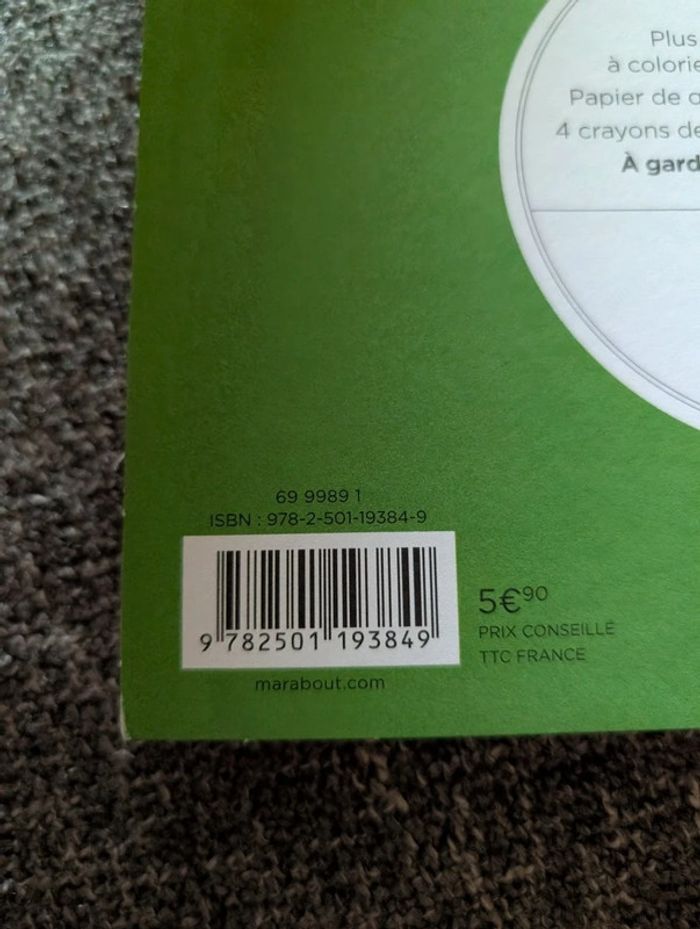 Plus
à colorie
Papier de
4 crayons de
À gard
69 9989 1
ISBN : 978-2-501-19384-9
9 782501 193849
5€90
PRIX CONSEILLÉ
TTC FRANCE
marabout.com